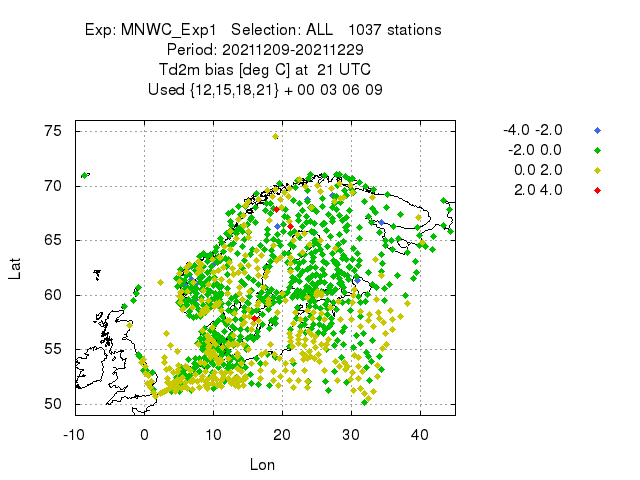 Exp: MNWC_Exp1 Selection: ALL 1037 stations
Period: 20211209-20211229
Td2m bias [deg C] at 21 UTC
Used {12,15,18,21} + 00 03 06 09
-4.0 -2.0
-2.0 0.0
0.0 2.0
2.0 4.0
75
70
65
60
55
50
Lat
-10 0 10 20 30 40
Lon